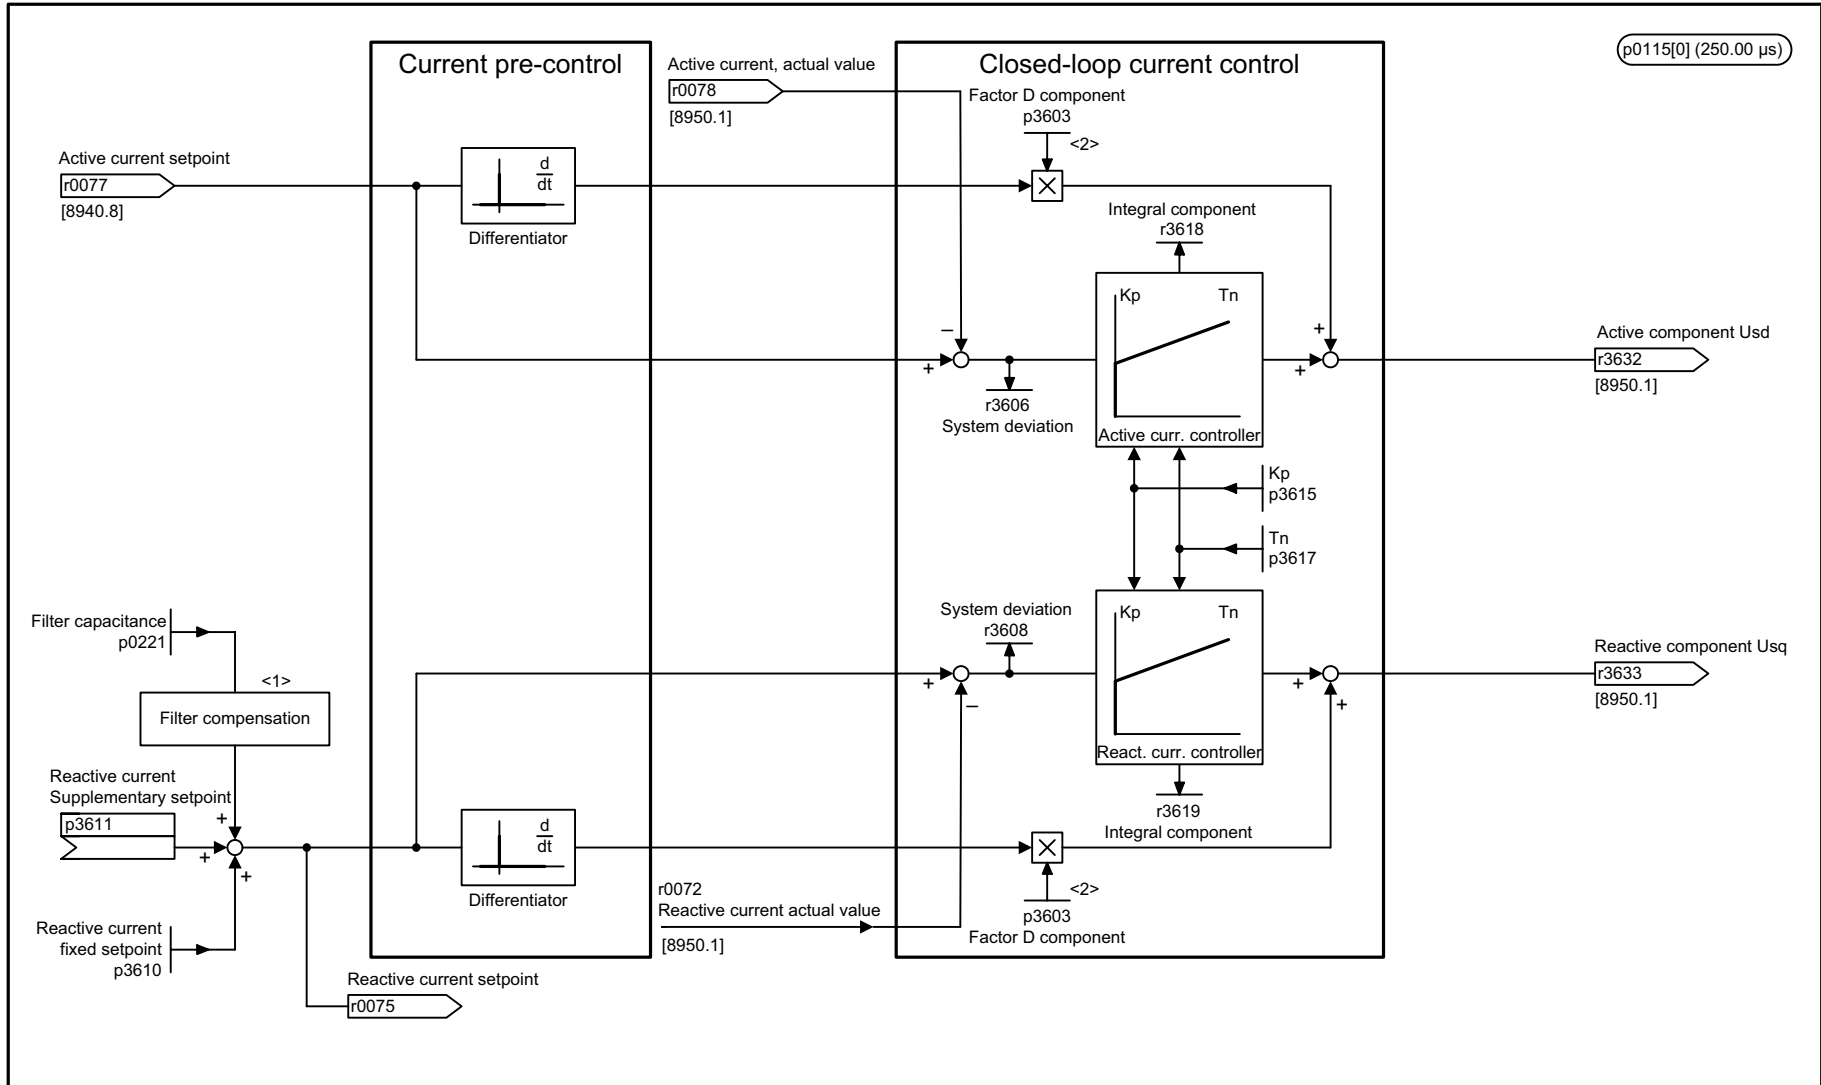 Current pre-control
Active current, actual value
r0078
[8950.1]
Closed-loop current control
p0115[0] (250.00 µs)
Factor D component
p3603
<2>
Active current setpoint
r0077
[8940.8]
d
dt
Differentiator
Integral component
r3618
Kp Tn
Active curr. controller
–
+
r3606
System deviation
+
+
Active component Usd
r3632
[8950.1]
Kp
p3615
Tn
p3617
Filter capacitance
p0221
<1>
Filter compensation
System deviation
r3608
Kp Tn
React. curr. controller
+
–
+
+
Reactive component Usq
r3633
[8950.1]
Reactive current
Supplementary setpoint
p3611
+
+
+
d
dt
Differentiator
r3619
Integral component
r0072
Reactive current actual value
[8950.1]
<2>
p3603
Factor D component
Reactive current
fixed setpoint
p3610
Reactive current setpoint
r0075